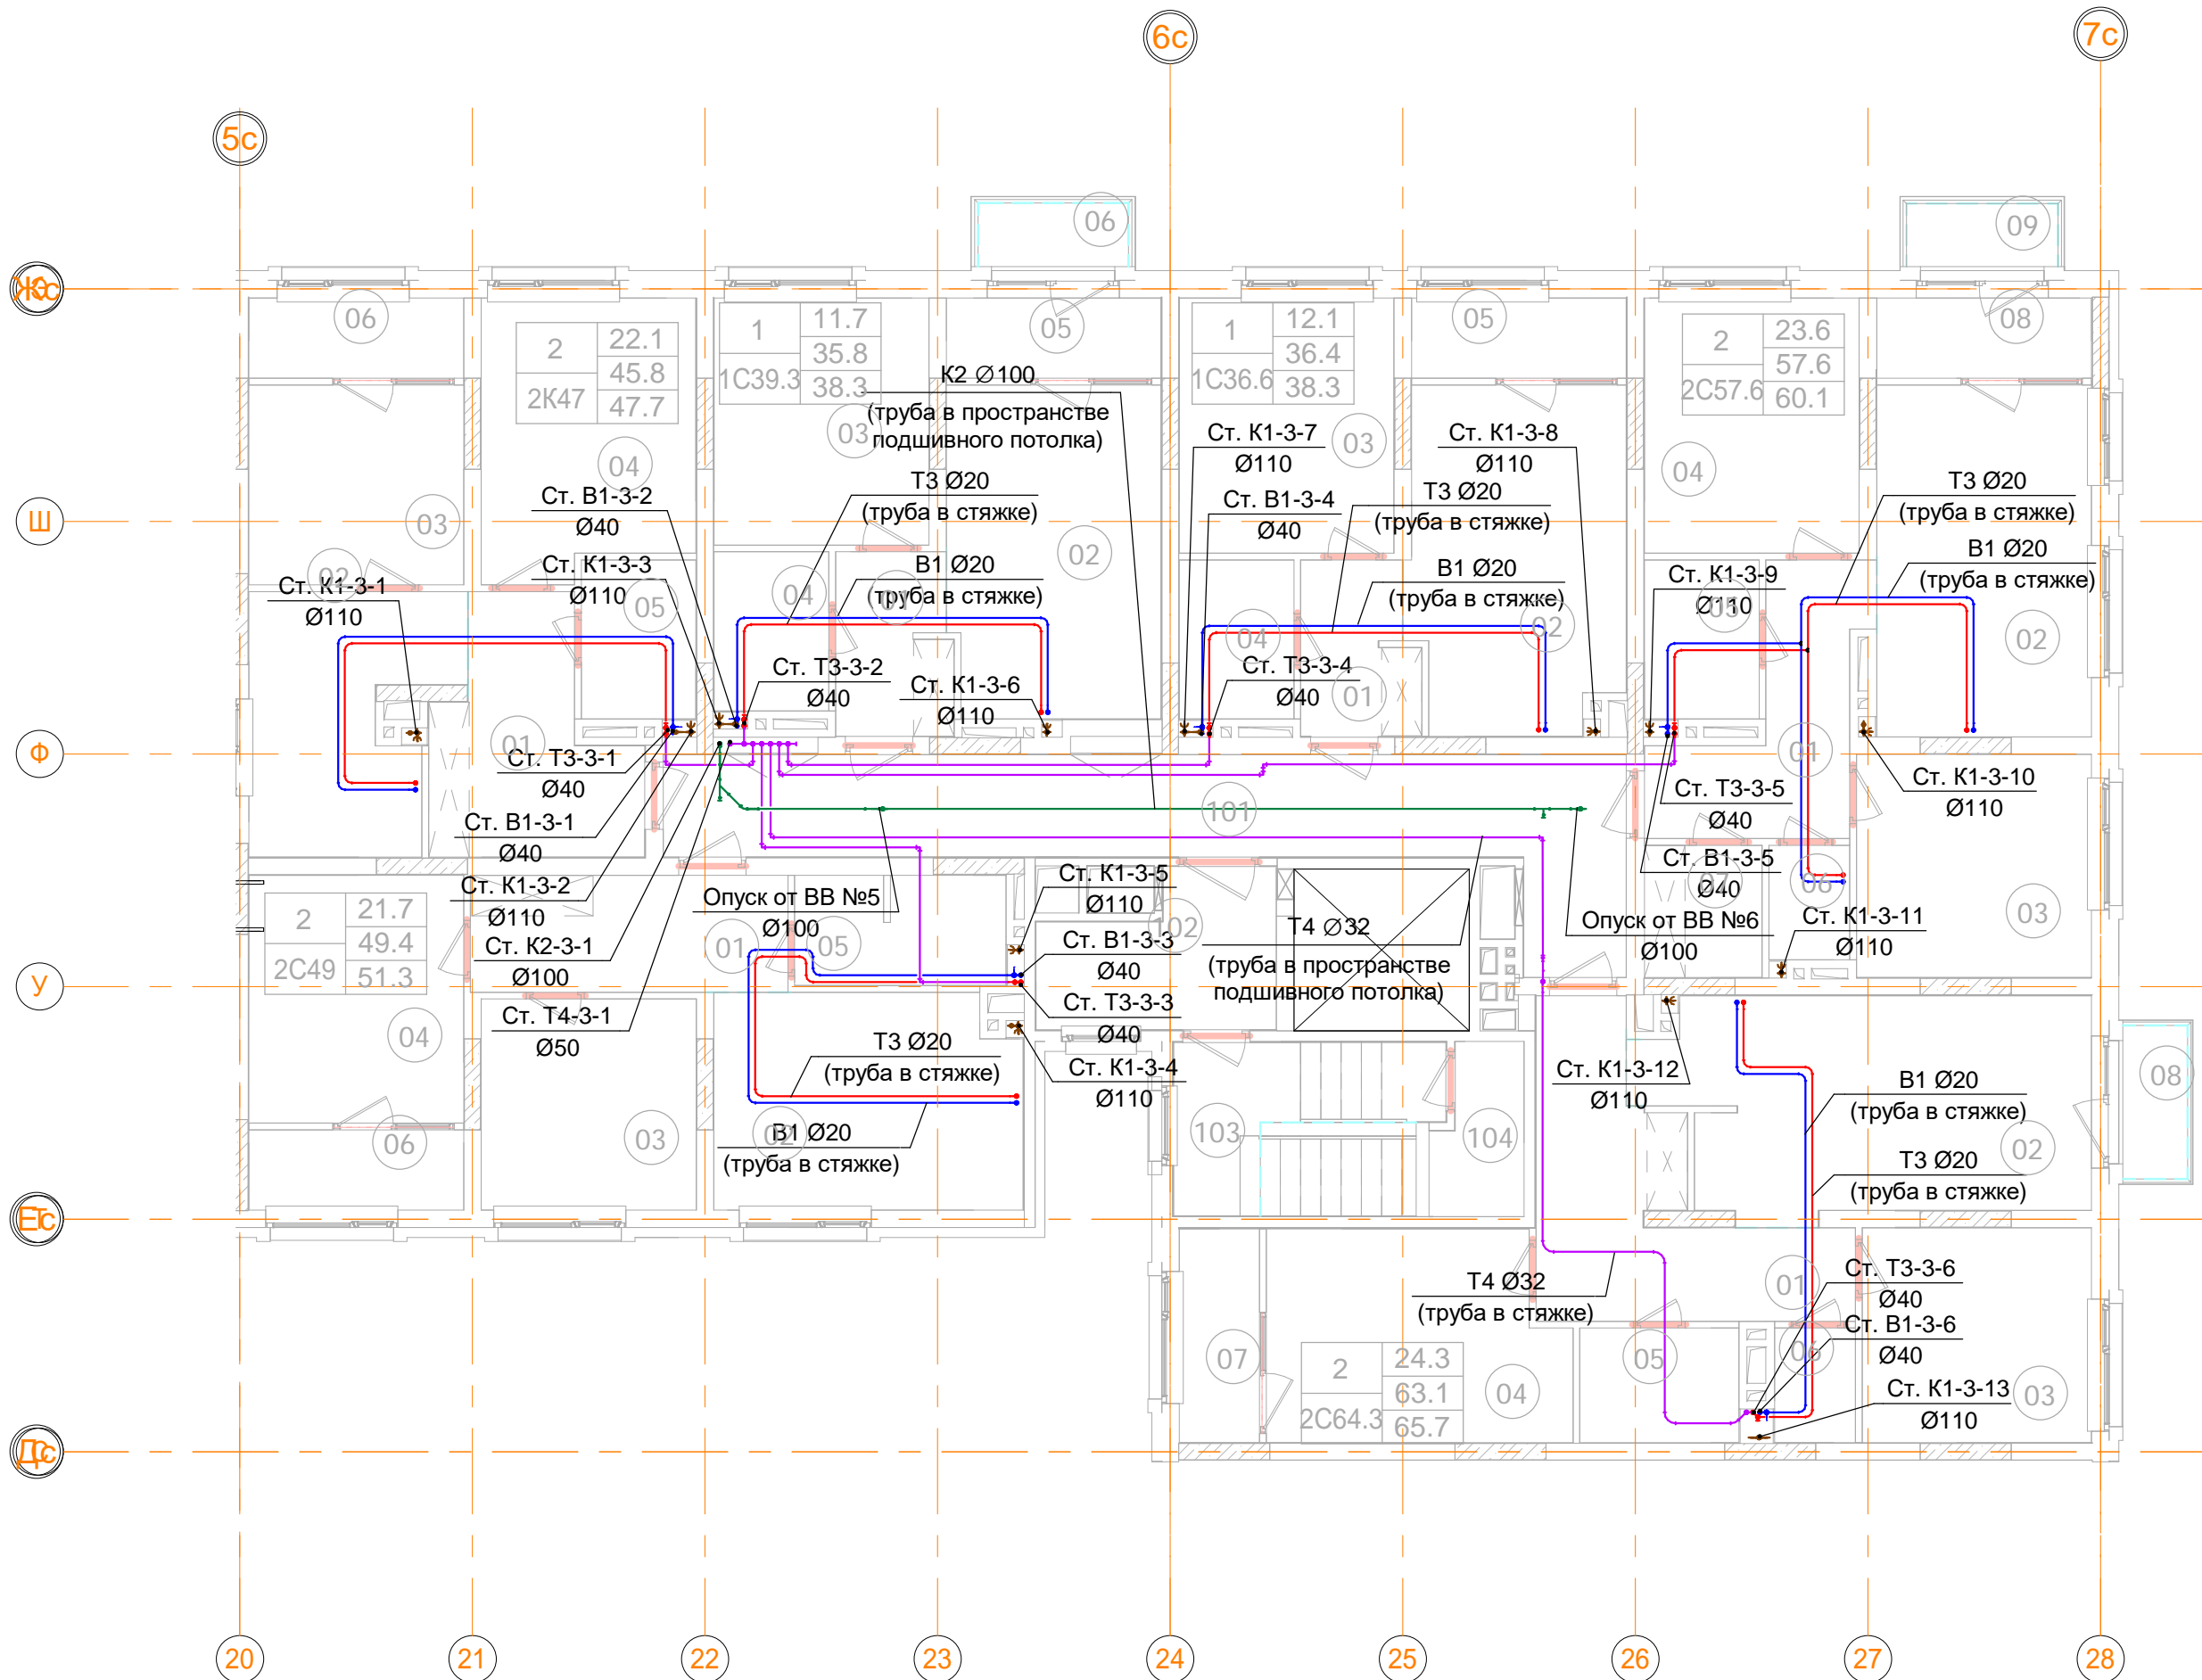 6с
7с
5с
06
09
Ш
Ф
У
06
2
22.1
45.8
2К47
47.7
04
1
11.7
35.8
1С39.3
38.3
03
05
К2 Ø100
(труба в пространстве
подшивного потолка)
1
12.1
36.4
1С36.6
38.3
03
05
2
23.6
57.6
2С57.6
60.1
04
08
Ст. К1-3-7
Ø110
Ст. К1-3-8
Ø110
Ст. В1-3-2
Ø40
Т3 Ø20
(труба в стяжке)
Ст. В1-3-4
Ø40
Т3 Ø20
(труба в стяжке)
Т3 Ø20
(труба в стяжке)
03
02
Ст. К1-3-1
Ø110
Ст. К1-3-3
Ø110
05
04
В1 Ø20
(труба в стяжке)
01
02
В1 Ø20
(труба в стяжке)
02
Ст. К1-3-9
Ø110
05
В1 Ø20
(труба в стяжке)
02
04
Ст. Т3-3-2
Ø40
Ст. К1-3-6
Ø110
Ст. Т3-3-4
Ø40
01
01
Ст. Т3-3-1
Ø40
Ст. В1-3-1
Ø40
Ст. К1-3-2
Ø110
Ст. К2-3-1
Ø100
Ст. Т4-3-1
Ø50
101
01
Ст. Т3-3-5
Ø40
Ст. К1-3-10
Ø110
Ст. В1-3-5
Ø40
07
06
03
2
21.7
49.4
2С49
51.3
04
Опуск от ВВ №5
Ø100
01
05
Ст. К1-3-5
Ø110
102
Ст. В1-3-3
Ø40
Ст. Т3-3-3
Ø40
Ст. К1-3-4
Ø110
Т4 Ø32
(труба в пространстве
подшивного потолка)
Опуск от ВВ №6
Ø100
Ст. К1-3-11
Ø110
Т3 Ø20
(труба в стяжке)
В1 Ø20
(труба в стяжке)
02
03
06
103
104
Ст. К1-3-12
Ø110
В1 Ø20
(труба в стяжке)
Т3 Ø20
(труба в стяжке)
02
08
Т4 Ø32
(труба в стяжке)
01
Ст. Т3-3-6
Ø40
Ст. В1-3-6
Ø40
Ст. К1-3-13
Ø110
07
2
24.3
63.1
2С64.3
65.7
04
05
06
03
20
21
22
23
24
25
26
27
28